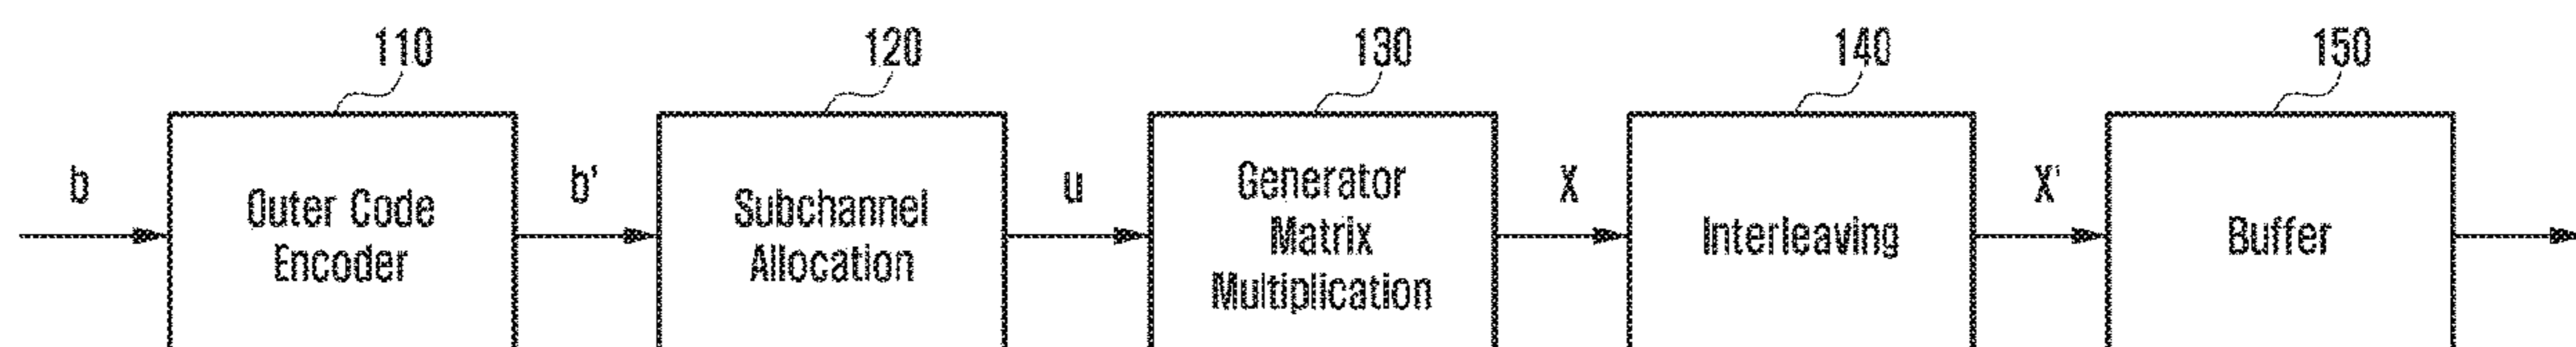 110
120
130
140
150
b
Outer Code
Encoder
b'
Subchannel
Allocation
u
Generator
Matrix
Multiplication
X
Interleaving
X'
Buffer